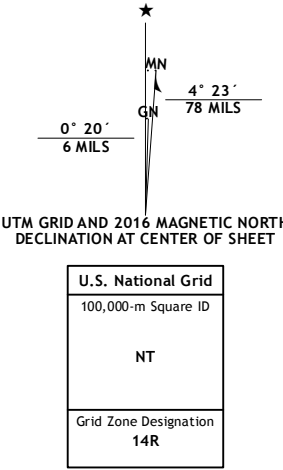 MN
4° 23´
78 MILS
GN
0° 20´
6 MILS
UTM GRID AND 2016 MAGNETIC NORTH
DECLINATION AT CENTER OF SHEET
U.S. National Grid
100,000-m Square ID
NT
Grid Zone Designation
14R